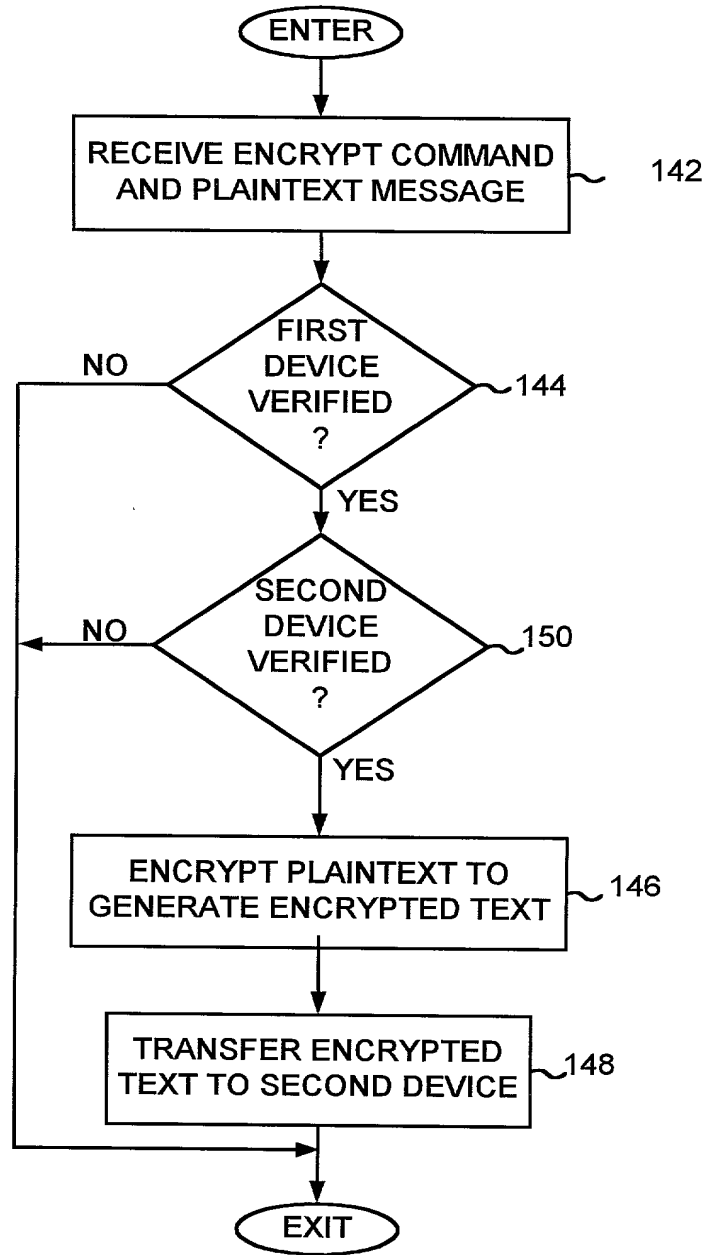 ENTER
RECEIVE ENCRYPT COMMAND
AND PLAINTEXT MESSAGE
142
FIRST
DEVICE
VERIFIED
?
NO
144
YES
SECOND
DEVICE
VERIFIED
?
NO
150
YES
ENCRYPT PLAINTEXT TO
GENERATE ENCRYPTED TEXT
146
TRANSFER ENCRYPTED
TEXT TO SECOND DEVICE
148
EXIT